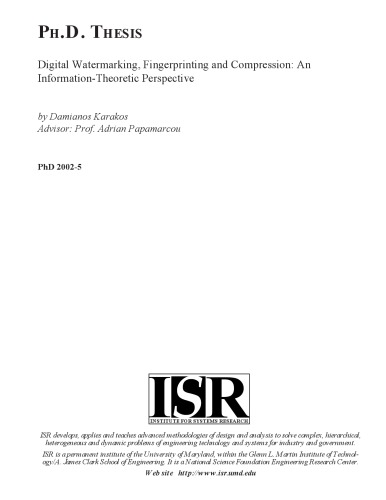 PH.D. THESIS
Digital Watermarking, Fingerprinting and Compression: An
Information-Theoretic Perspective
by Damianos Karakos
Advisor: Prof. Adrian Papamarcou
PhD 2002-5
ISR
INSTITUTE FOR SYSTEMS RESEARCH
ISR develops, applies and teaches advanced methodologies of design and analysis to solve complex, hierarchical,
heterogeneous and dynamic problems of engineering technology and systems for industry and government.
ISR is a permanent institute of the University of Maryland, within the Glenn L. Martin Institute of Technol-
ogy/A. James Clark School of Engineering. It is a National Science Foundation Engineering Research Center.
Web site http://www.isr.umd.edu